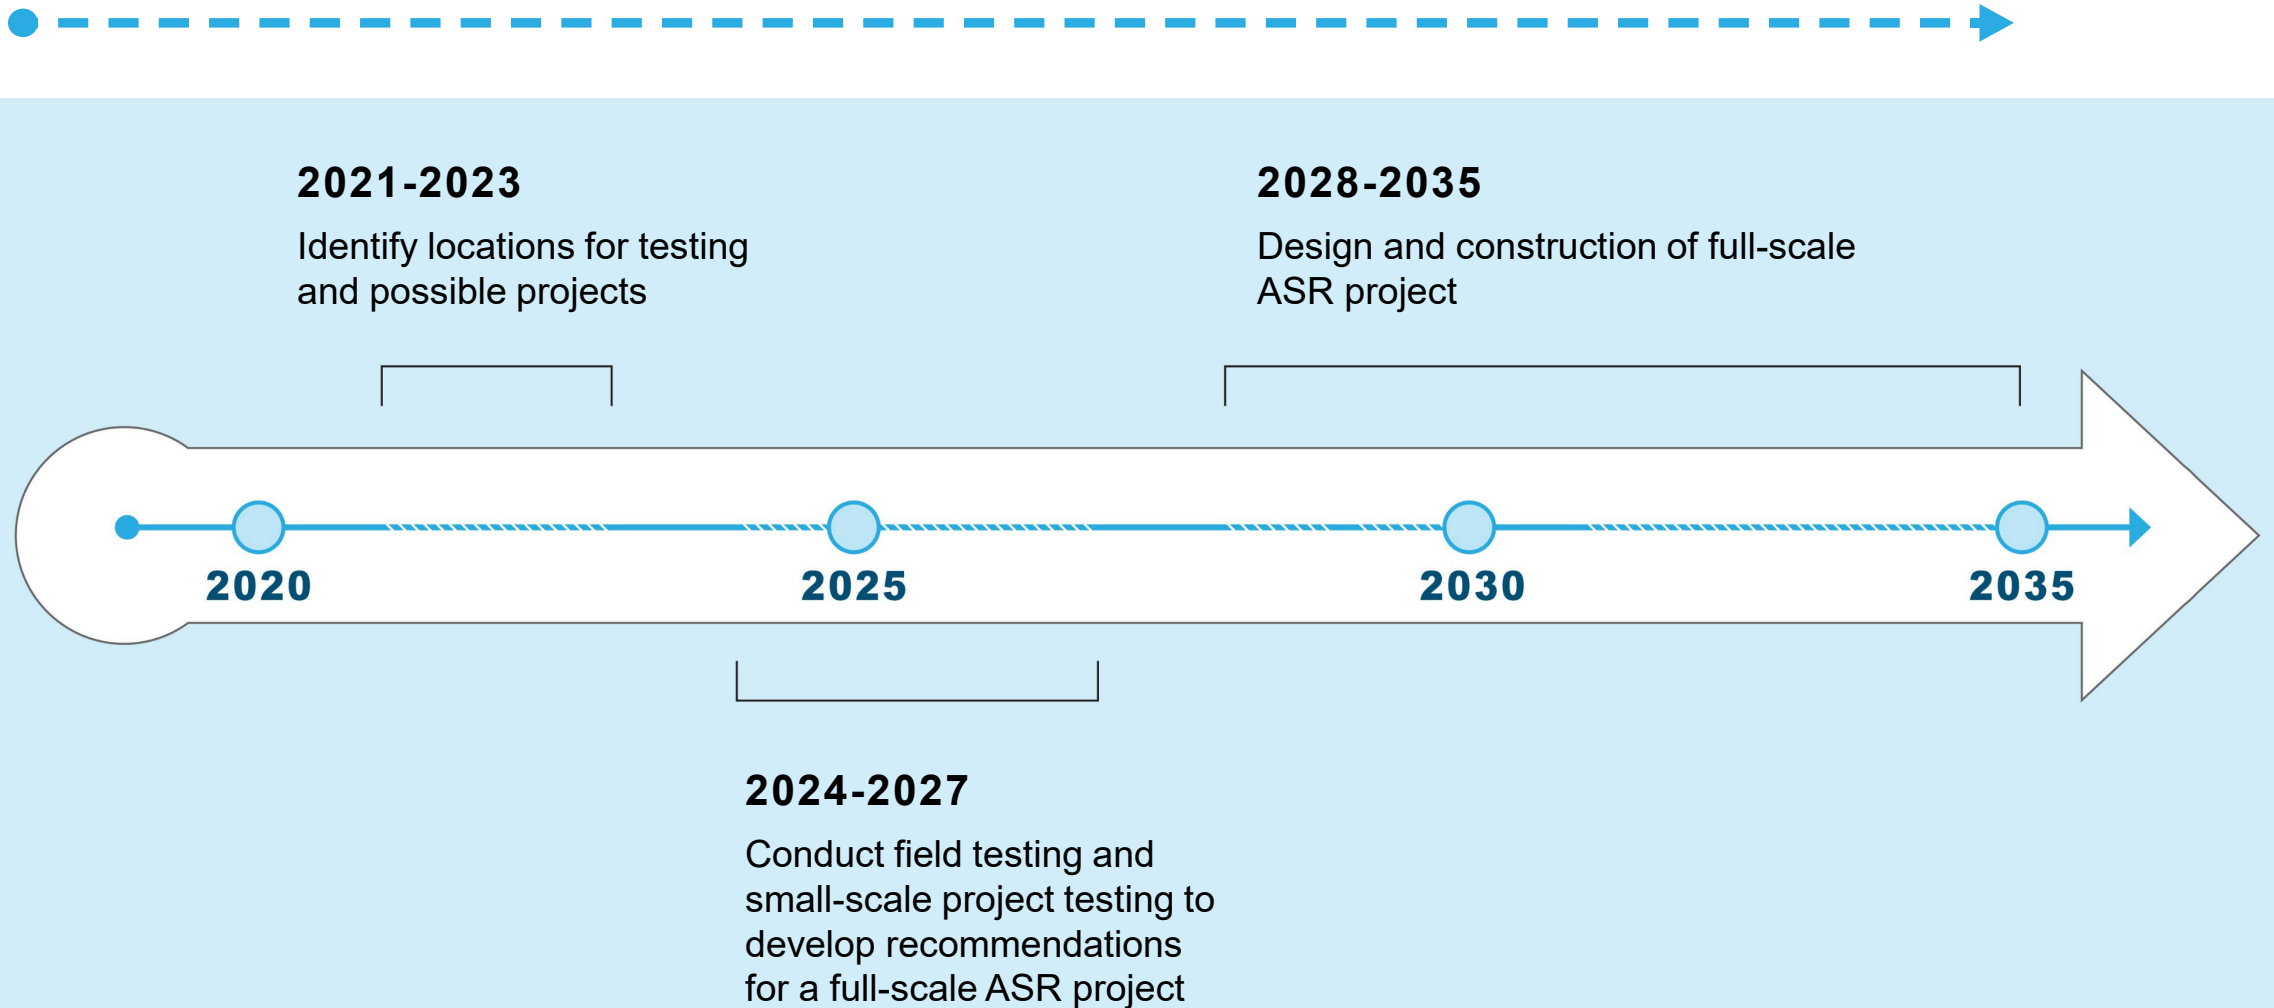 2021-2023
Identify locations for testing
and possible projects
2028-2035
Design and construction of full-scale
ASR project
2020
2025
2030
2035
2024-2027
Conduct field testing and
small-scale project testing to
develop recommendations
for a full-scale ASR project